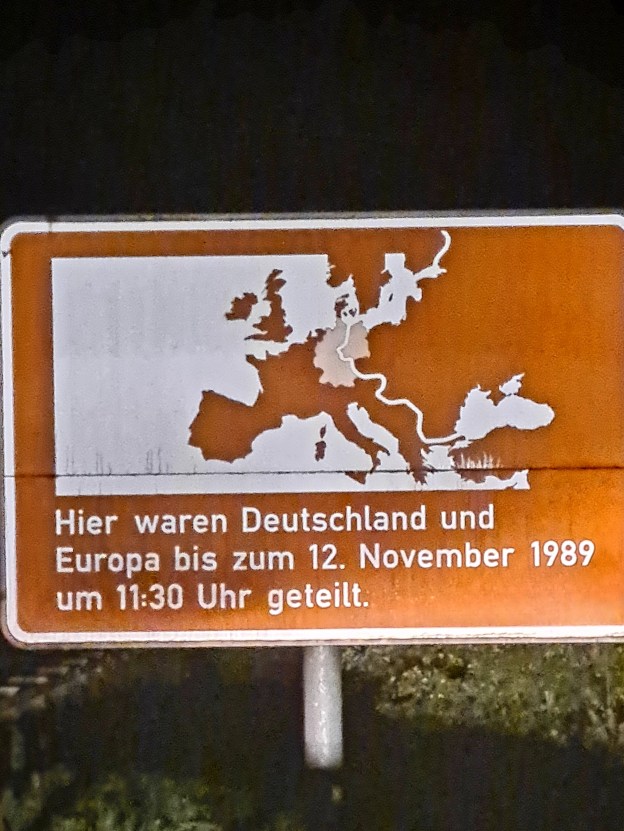 Hier waren Deutschland und
Europa bis zum 12. November 1989
um 11:30 Uhr geteilt.